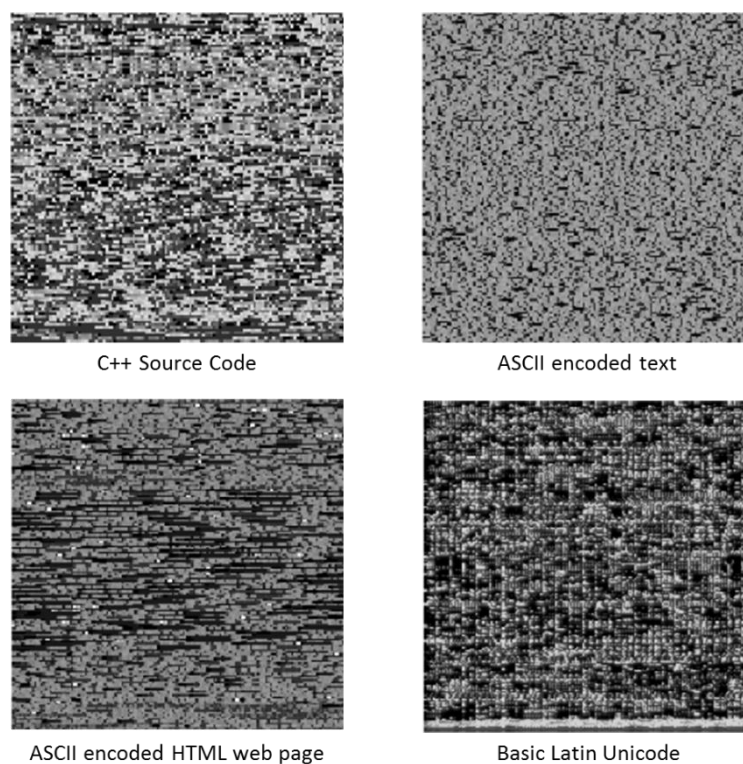 C++ Source Code
ASCII encoded text
ASCII encoded HTML web page
Basic Latin Unicode